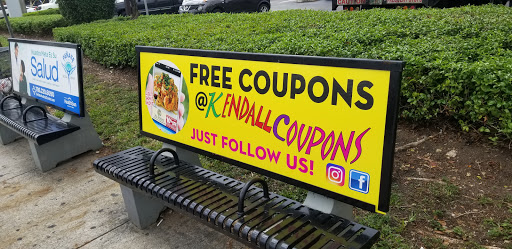 Salud
FREE COUPONS
@KENDALLCOUPONS
JUST FOLLOW US!